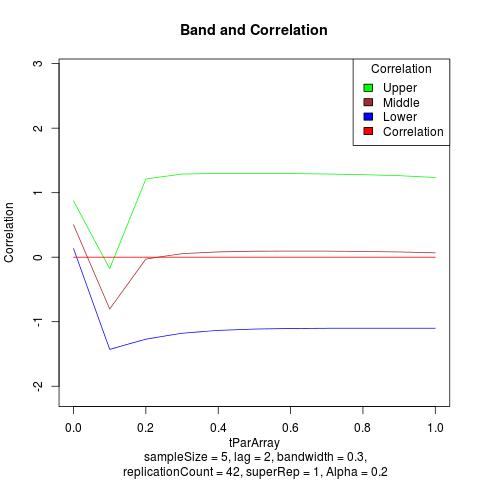 Band and Correlation
Correlation
3
2
1
0
-1
-2
Correlation
Upper
Middle
Lower
Correlation
0.0 0.2 0.4 0.6 0.8 1.0
tParArray
sampleSize = 5, lag = 2, bandwidth = 0.3,
replicationCount = 42, superRep = 1, Alpha = 0.2